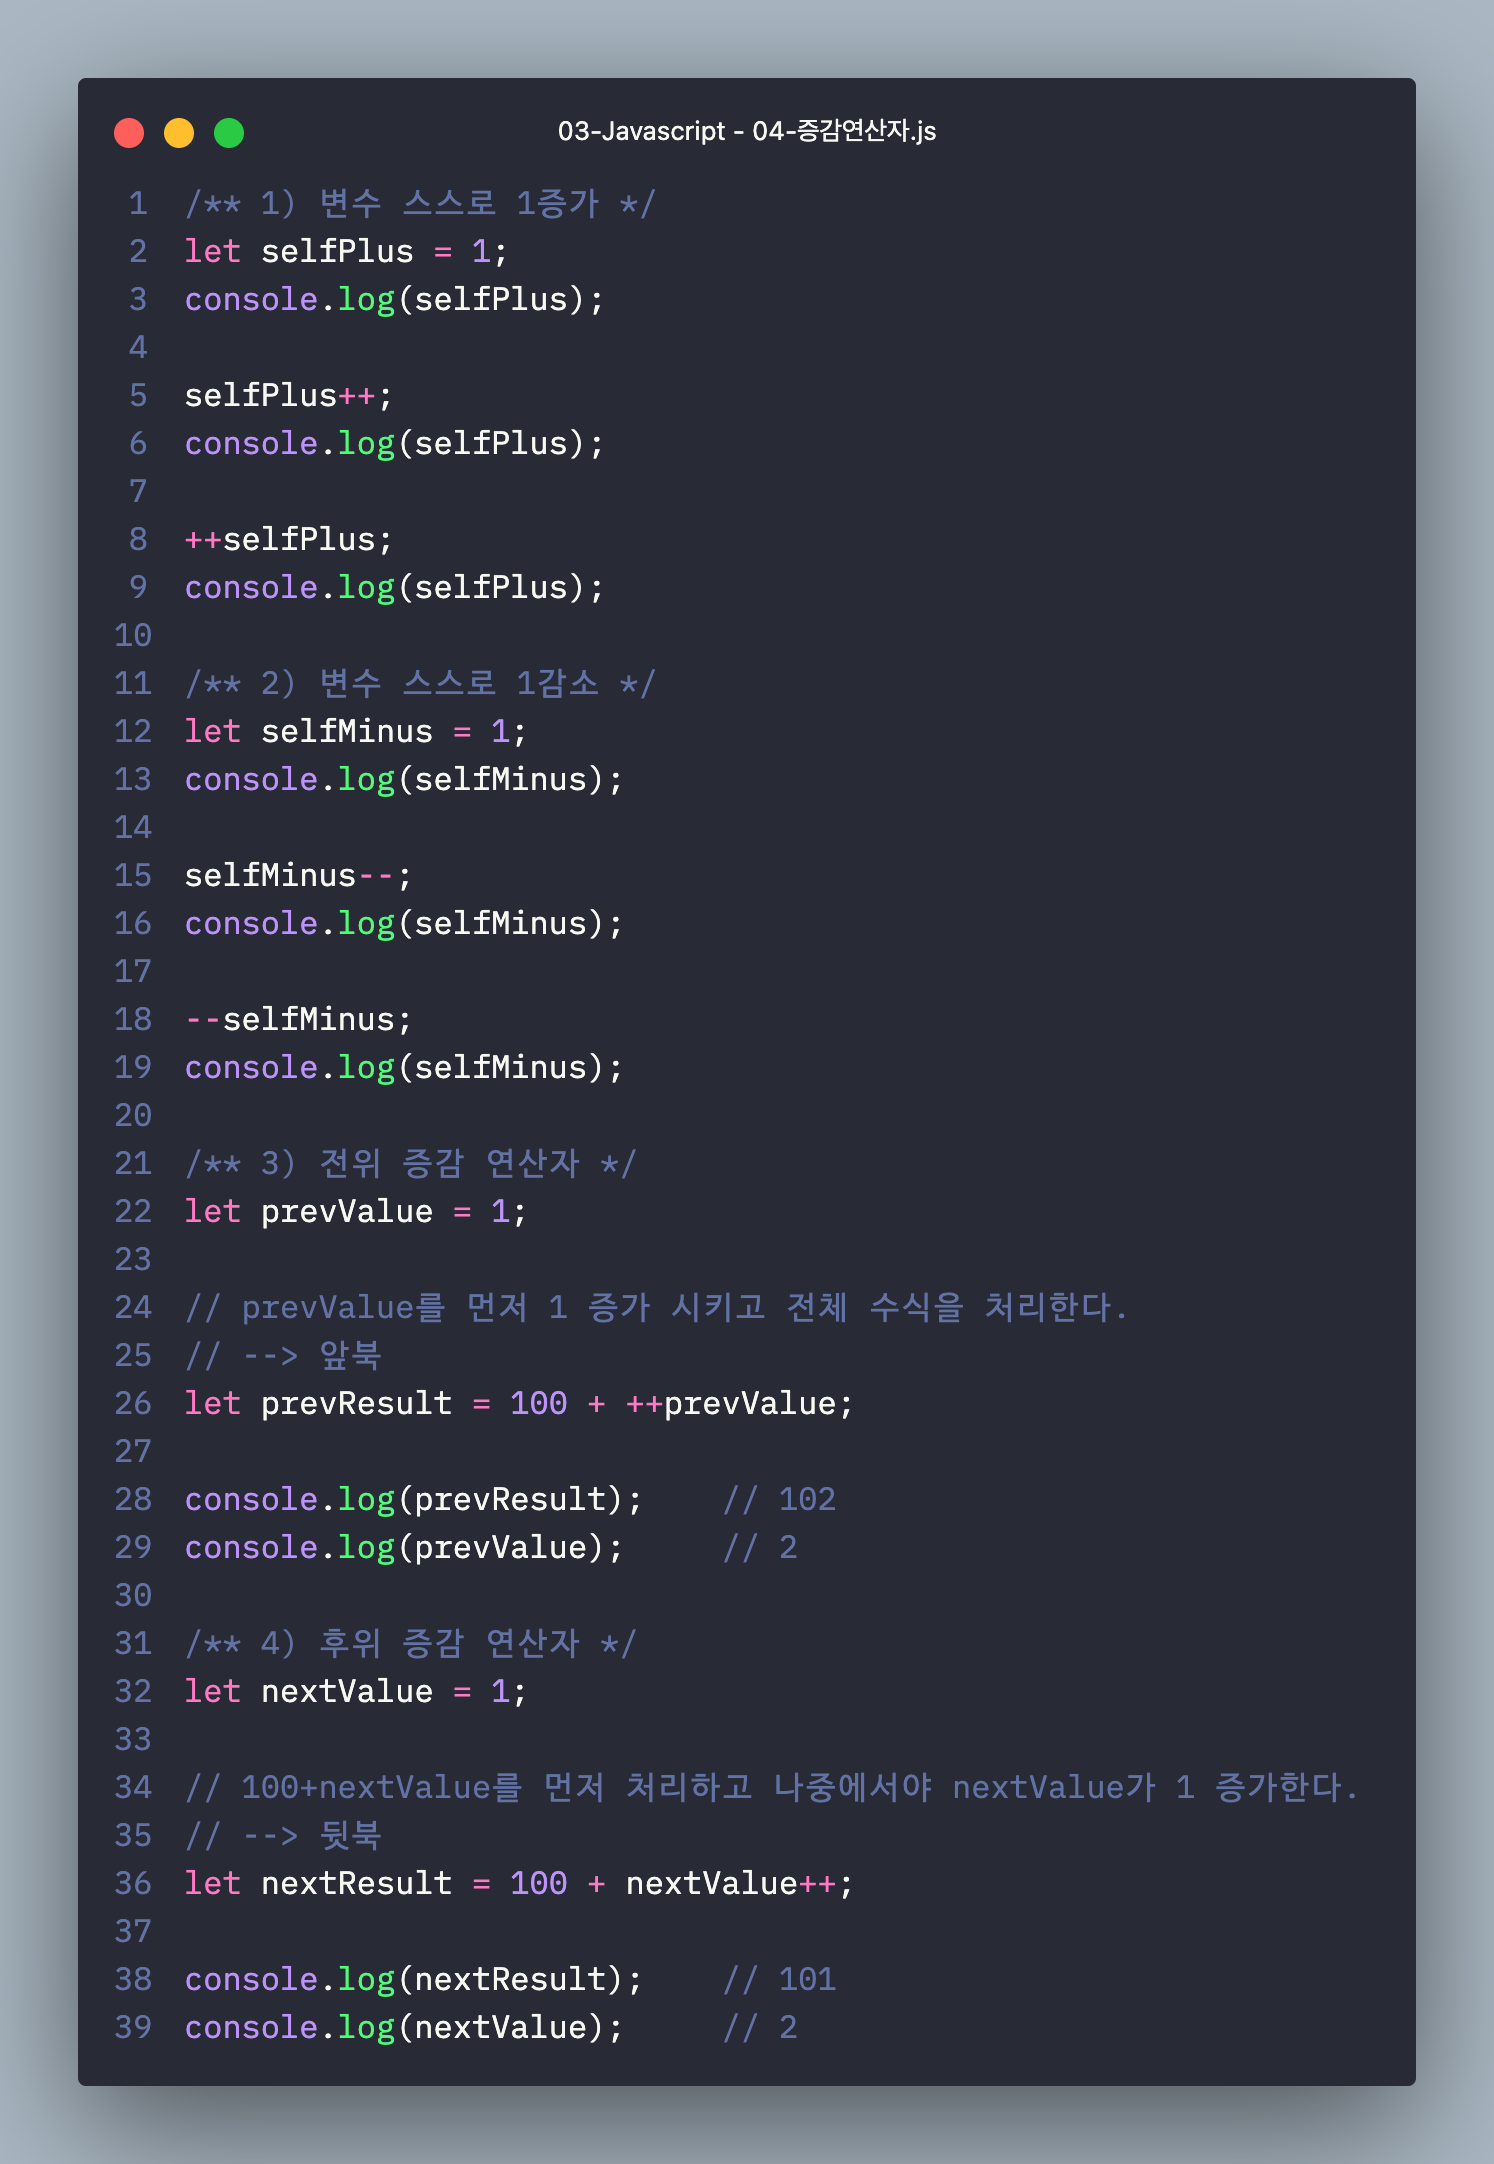 03-Javascript - 04-증감연산자.js
1 /** 1) 변수 스스로 1증가 */
2 let selfPlus = 1;
3 console.log(selfPlus);
4
5 selfPlus++;
6 console.log(selfPlus);
7
8 ++selfPlus;
9 console.log(selfPlus);
10
11 /** 2) 변수 스스로 1감소 */
12 let selfMinus = 1;
13 console.log(selfMinus);
14
15 selfMinus--;
16 console.log(selfMinus);
17
18 --selfMinus;
19 console.log(selfMinus);
20
21 /** 3) 전위 증감 연산자 */
22 let prevValue = 1;
23
24 // prevValue를 먼저 1 증가 시키고 전체 수식을 처리한다.
25 // --> 앞북
26 let prevResult = 100 + ++prevValue;
27
28 console.log(prevResult);    // 102
29 console.log(prevValue);     // 2
30
31 /** 4) 후위 증감 연산자 */
32 let nextValue = 1;
33
34 // 100+nextValue를 먼저 처리하고 나중에서야 nextValue가 1 증가한다.
35 // --> 뒷북
36 let nextResult = 100 + nextValue++;
37
38 console.log(nextResult);    // 101
39 console.log(nextValue);     // 2